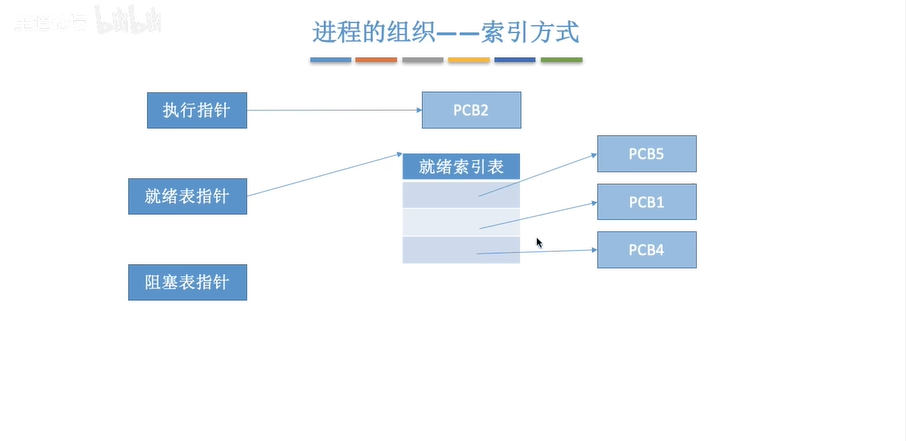 进程的组织——索引方式
执行指针
PCB2
就绪表指针
就绪索引表
PCB5
PCB1
PCB4
阻塞表指针